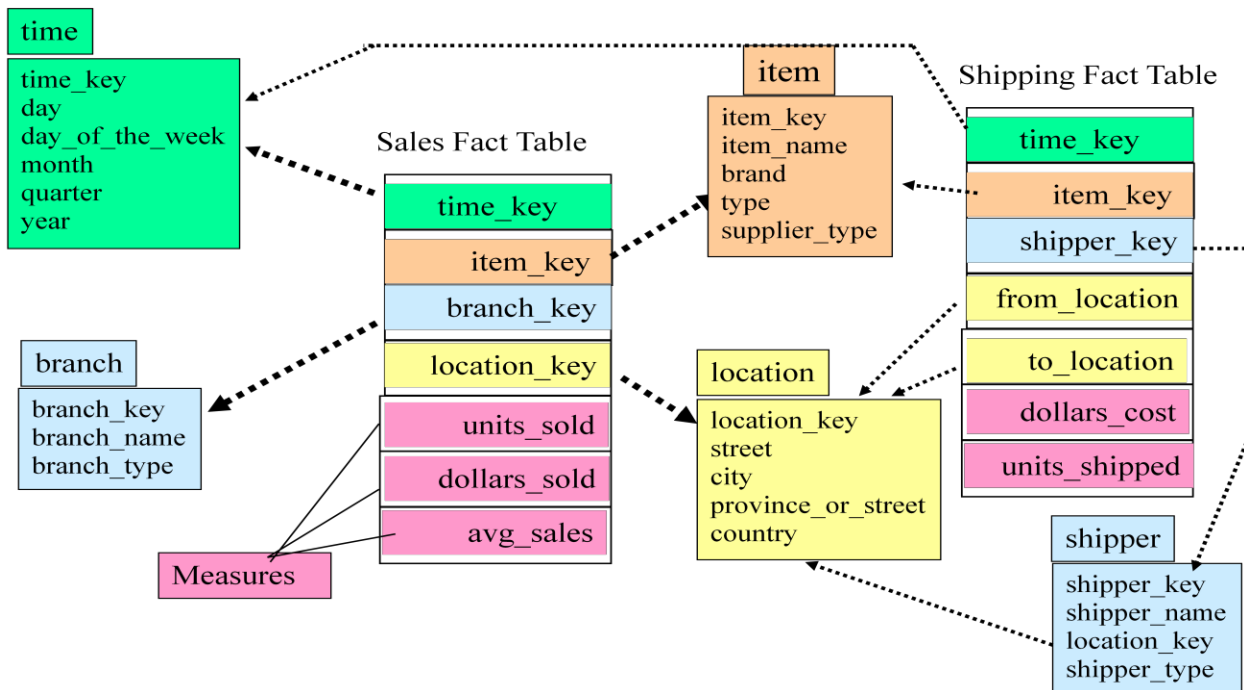 time
time_key
day
day_of_the_week
month
quarter
year
Sales Fact Table
time_key
item_key
branch_key
location_key
units_sold
dollars_sold
avg_sales
Measures
branch
branch_key
branch_name
branch_type
item
item_key
item_name
brand
type
supplier_type
location
location_key
street
city
province_or_street
country
Shipping Fact Table
time_key
item_key
shipper_key
from_location
to_location
dollars_cost
units_shipped
shipper
shipper_key
shipper_name
location_key
shipper_type